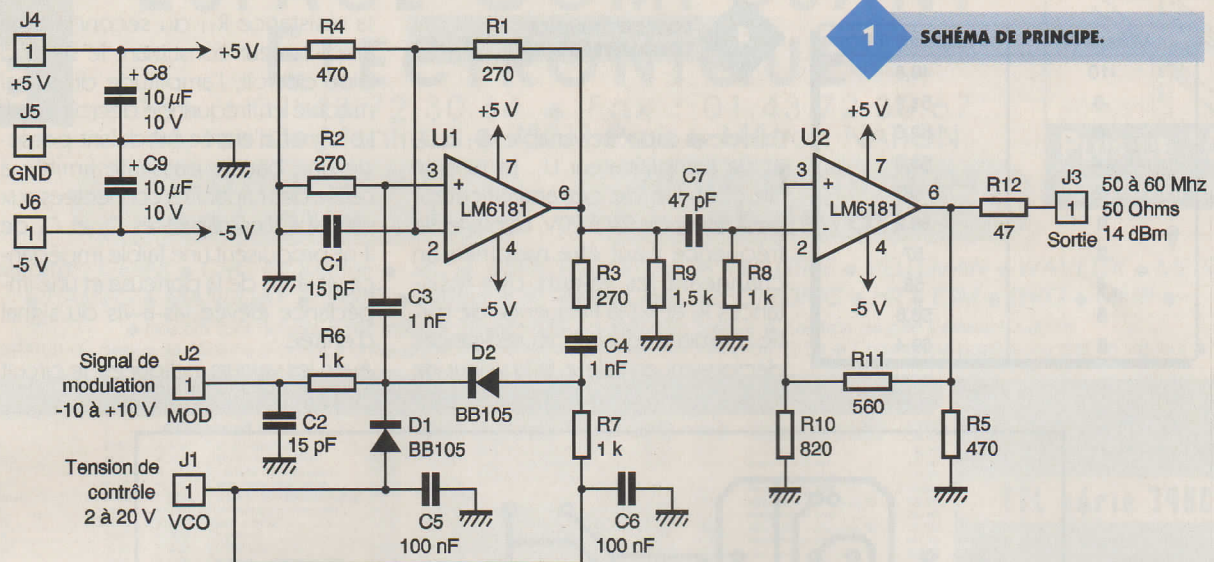 1 SCHÉMA DE PRINCIPE.
J4
1
+5 V
J5
1
GND
J6
1
-5 V
+ C8
10 µF
10 V
+ C9
10 µF
10 V
+5 V
-5 V
R4
470
R1
270
R2
270
C1
15 pF
U1
3
+
2
-
LM6181
7
+5 V
4
-5 V
6
C3
1 nF
R3
270
R9
1,5 k
C7
47 pF
R8
1 k
C4
1 nF
U2
3
+
2
-
LM6181
7
+5 V
4
-5 V
6
R12
47
J3
1
Sortie
50 à 60 Mhz
50 Ohms
14 dBm
R11
560
R10
820
R5
470
Signal de
modulation
-10 à +10 V
J2
1
MOD
R6
1 k
C2
15 pF
D2
BB105
D1
BB105
R7
1 k
Tension de
contrôle
2 à 20 V
J1
1
VCO
C5
100 nF
C6
100 nF